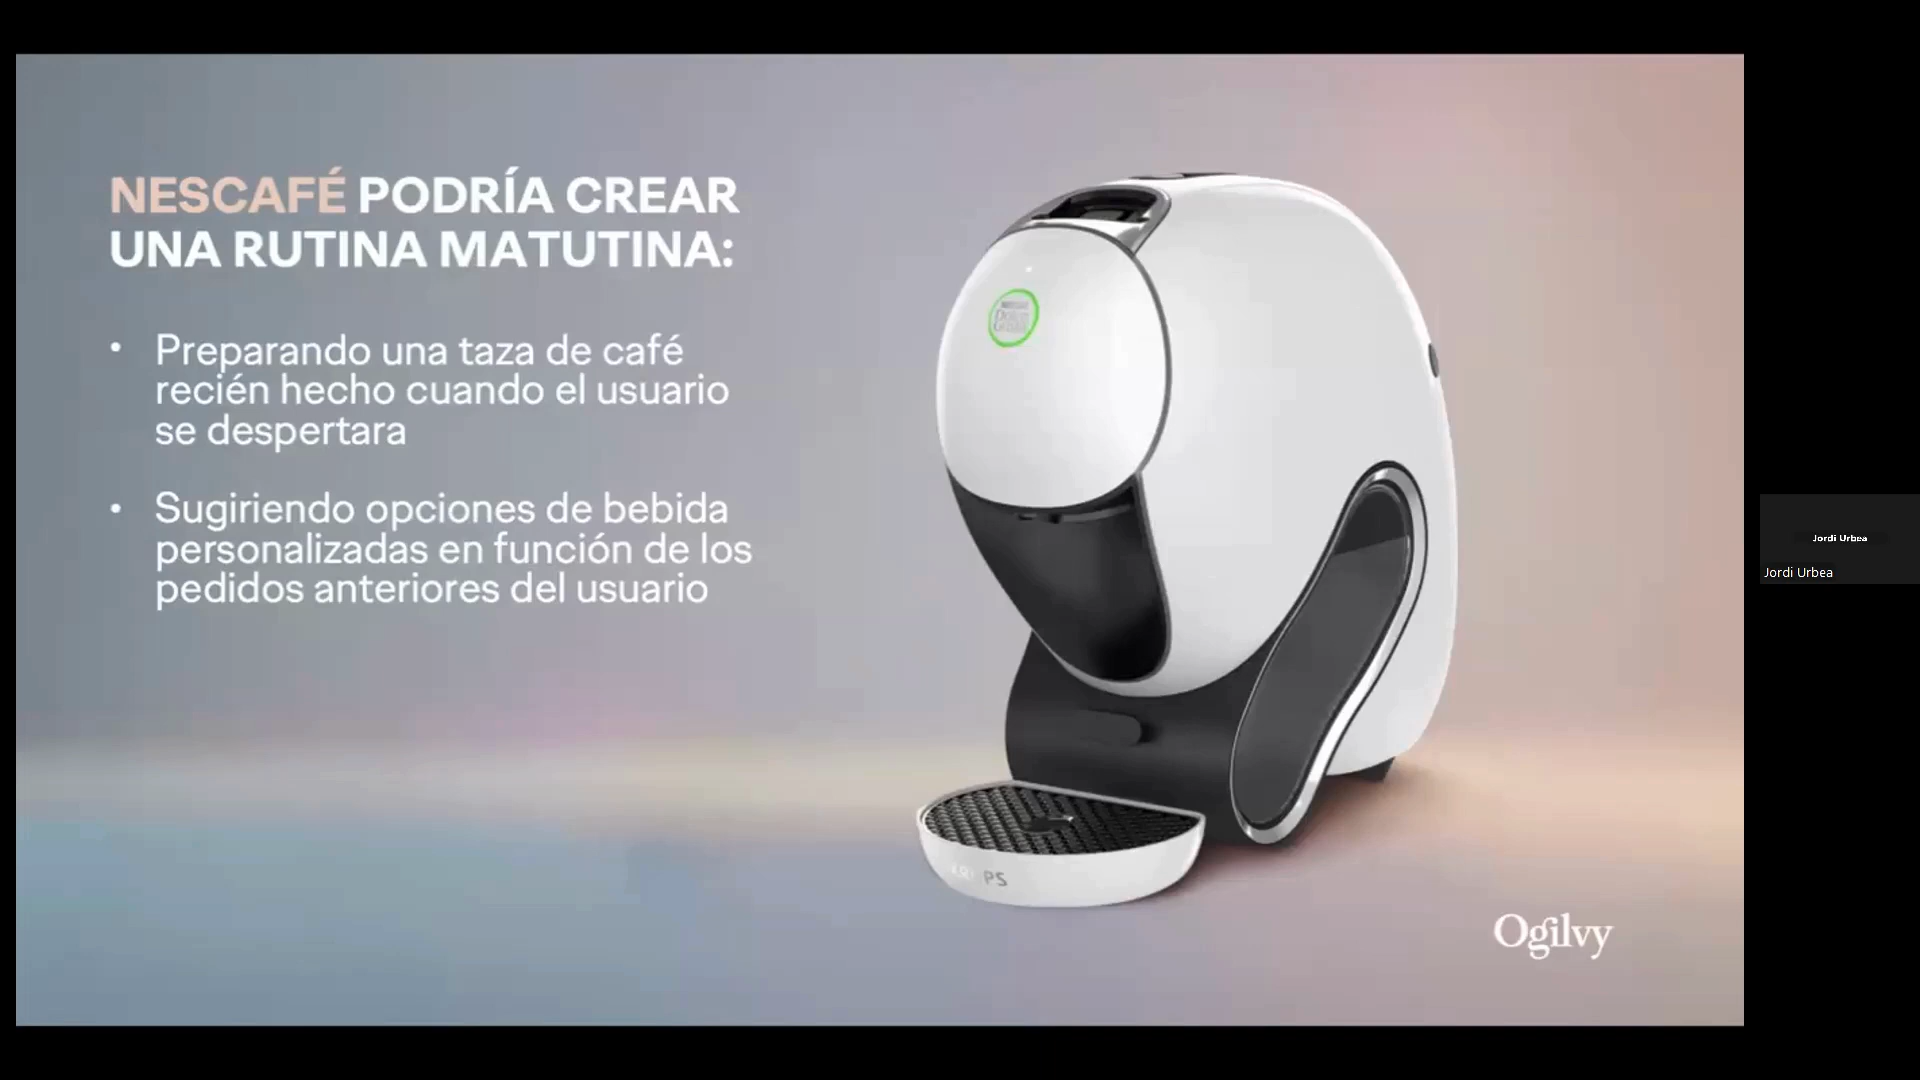 NESCAFÉ PODRÍA CREAR
UNA RUTINA MATUTINA:
• Preparando una taza de café
recién hecho cuando el usuario
se despertara
• Sugiriendo opciones de bebida
personalizadas en función de los
pedidos anteriores del usuario
Ogilvy
Jordi Urbea
Jordi Urbea